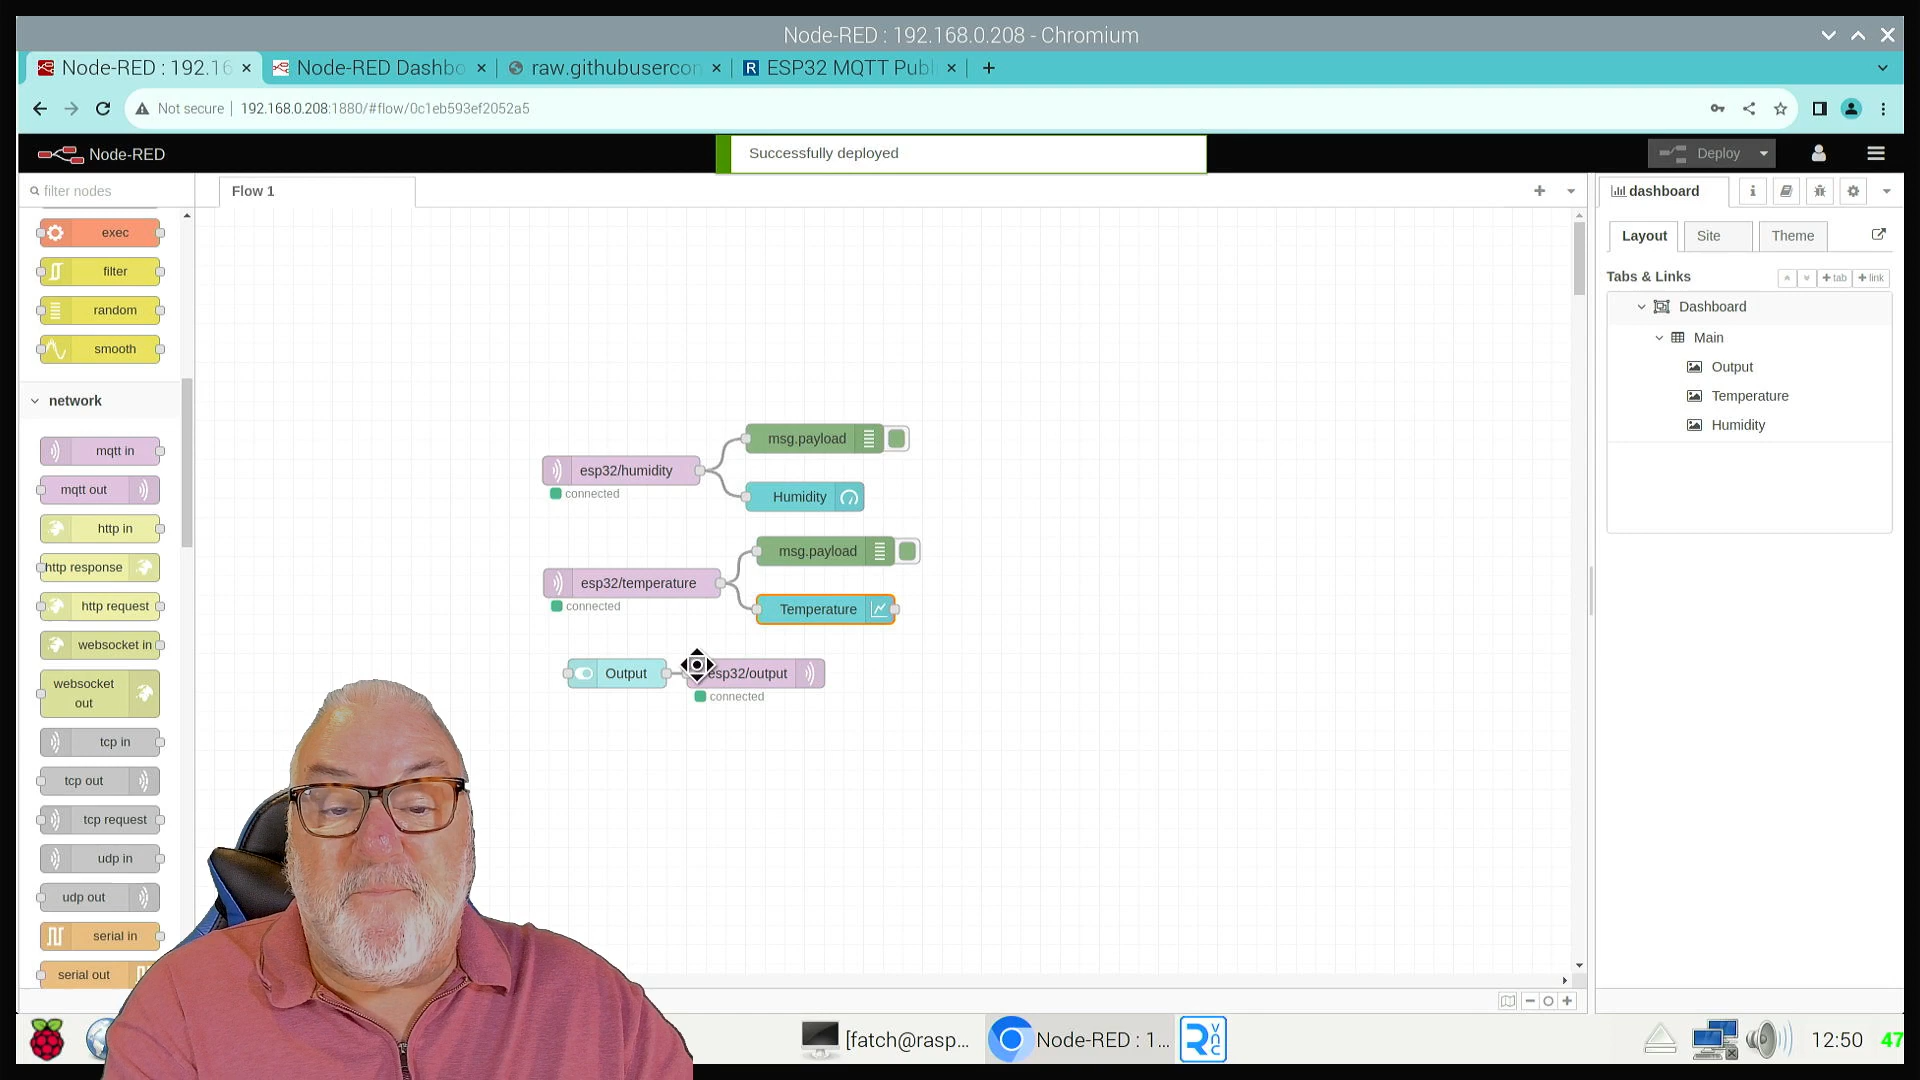 Node-RED : 192.168.0.208 - Chromium
Node-RED : 192.16
Node-RED Dashbo
raw.githubusercon
R ESP32 MQTT Publ
Not secure
192.168.0.208:1880/#flow/0c1eb593ef2052a5
Node-RED
Successfully deployed
Deploy
filter nodes
Flow 1
dashboard
exec
filter
random
smooth
network
mqtt in
mqtt out
http in
http response
http request
websocket in
websocket
out
tcp in
tcp out
tcp request
udp in
udp out
serial in
serial out
msg.payload
esp32/humidity
connected
Humidity
msg.payload
esp32/temperature
connected
Temperature
Output
esp32/output
connected
Layout
Site
Theme
Tabs & Links
tab
link
Dashboard
Main
Output
Temperature
Humidity
[fatch@rasp...
Node-RED : 1...
R VNC
12:50
47